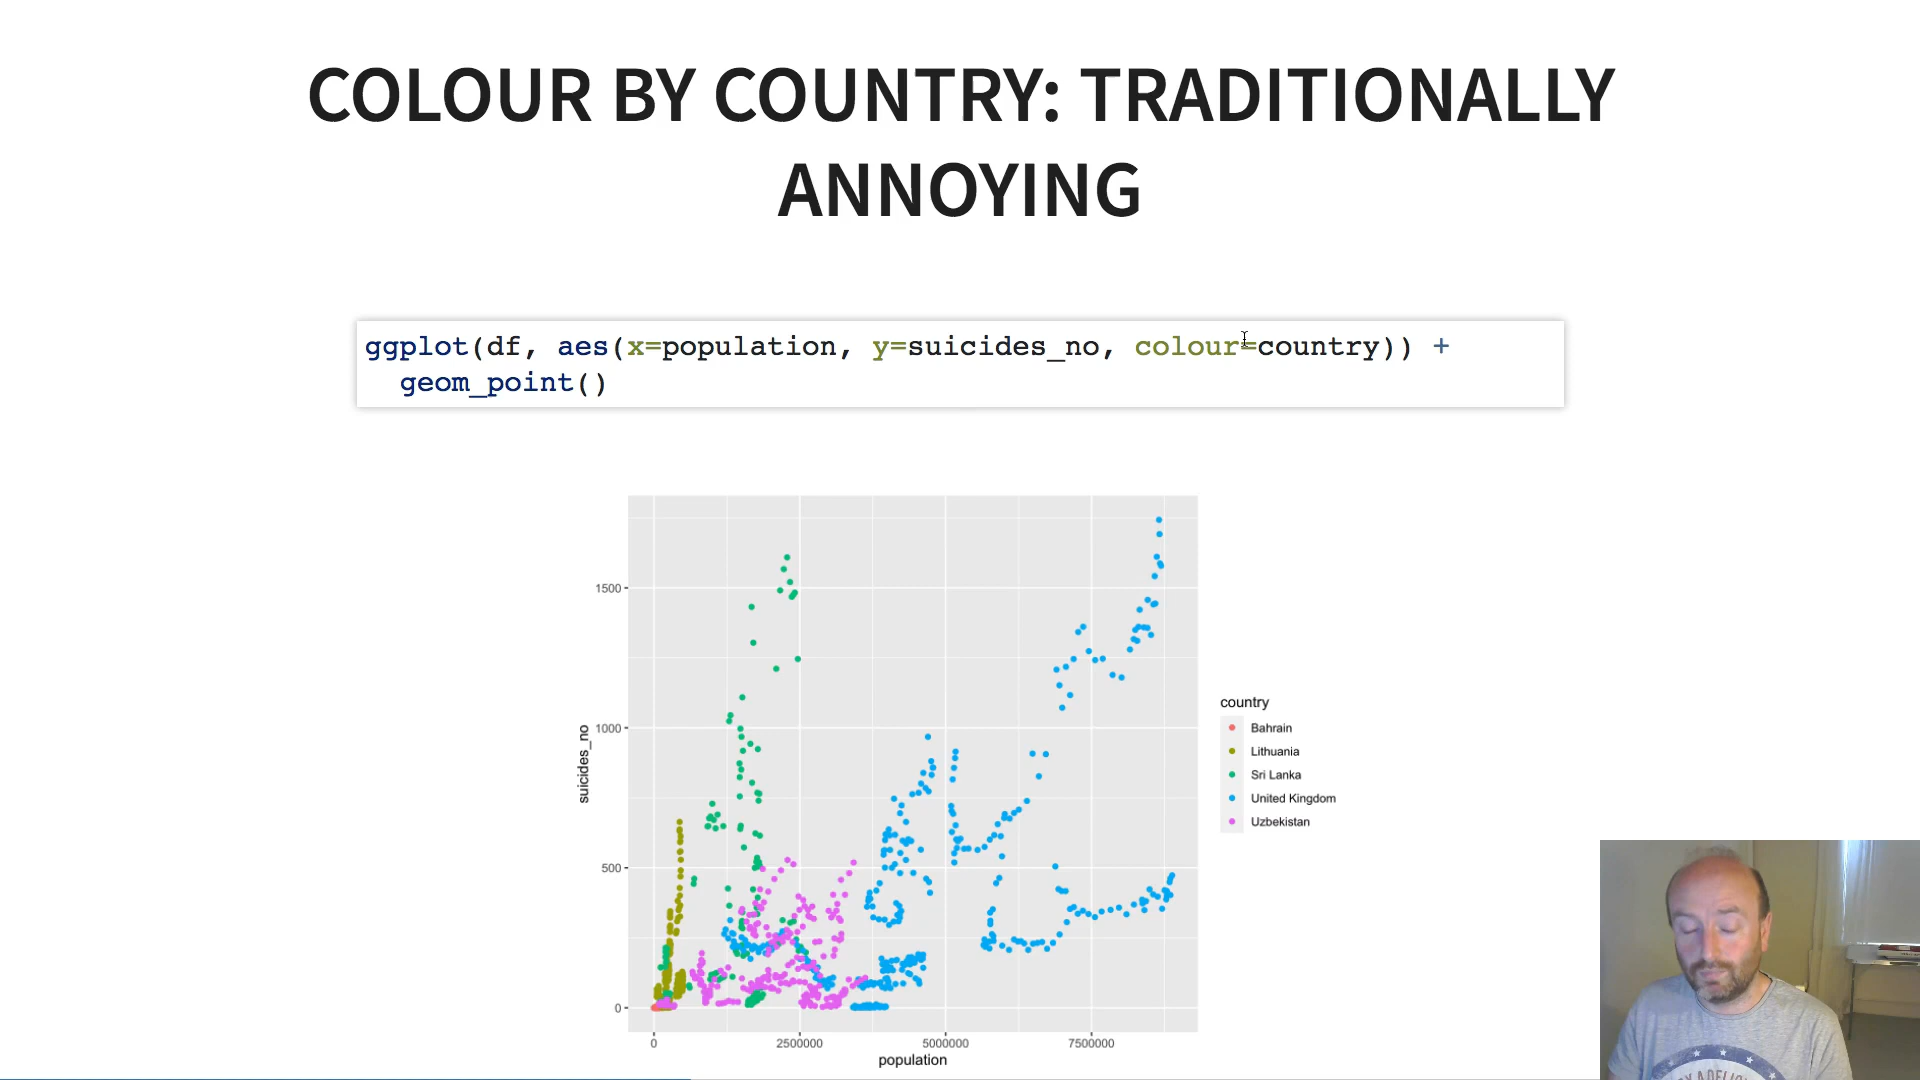 COLOUR BY COUNTRY: TRADITIONALLY
ANNOYING
ggplot(df, aes(x=population, y=suicides_no, colour=country)) +
geom_point()
1500
1000
500
0
suicides_no
0 2500000 5000000 7500000
population
country
Bahrain
Lithuania
Sri Lanka
United Kingdom
Uzbekistan